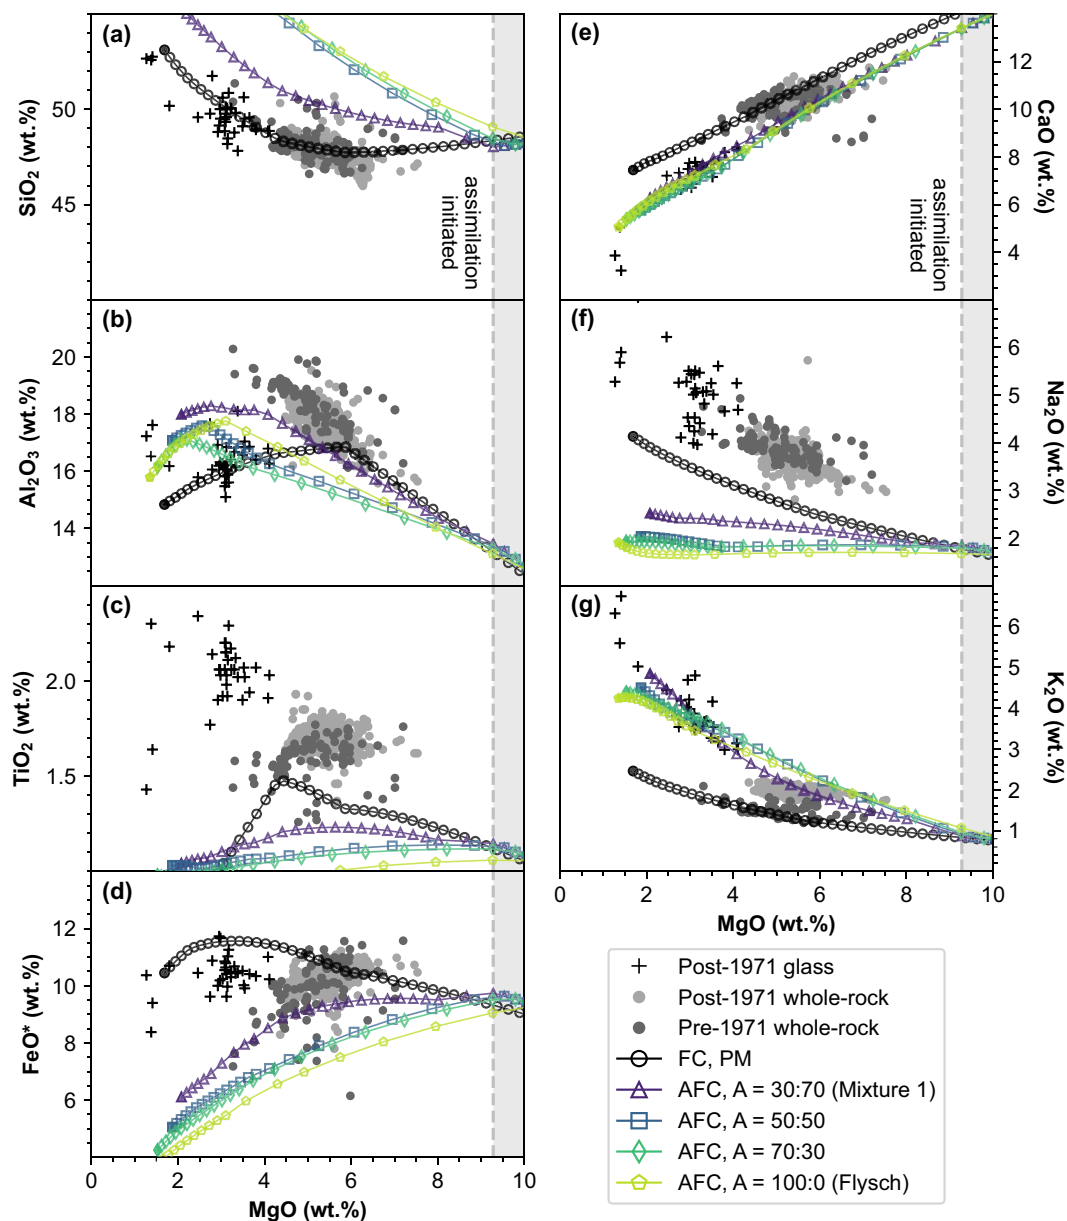 (a)
50
45
SiO2 (wt.%)
assimilation
initiated
(b)
20
18
16
14
Al2O3 (wt.%)
(c)
2.0
1.5
TiO2 (wt.%)
(d)
12
10
8
6
FeO* (wt.%)
0 2 4 6 8 10
MgO (wt.%)
(e)
12
10
8
6
4
CaO (wt.%)
assimilation
initiated
(f)
6
5
4
3
2
Na2O (wt.%)
(g)
6
5
4
3
2
1
K2O (wt.%)
0 2 4 6 8 10
MgO (wt.%)
Post-1971 glass
Post-1971 whole-rock
Pre-1971 whole-rock
FC, PM
AFC, A = 30:70 (Mixture 1)
AFC, A = 50:50
AFC, A = 70:30
AFC, A = 100:0 (Flysch)